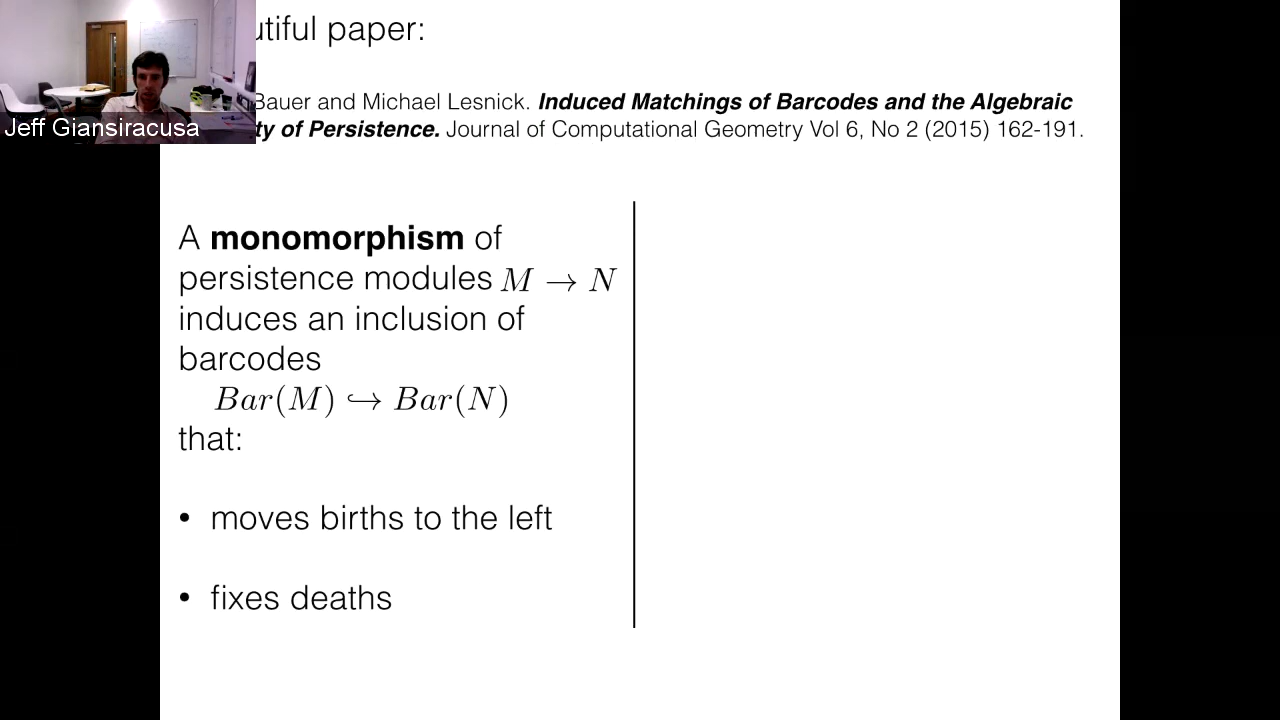 utiful paper:
Bauer and Michael Lesnick. Induced Matchings of Barcodes and the Algebraic
ty of Persistence. Journal of Computational Geometry Vol 6, No 2 (2015) 162-191.
Jeff Giansiracusa
A monomorphism of
persistence modules M → N
induces an inclusion of
barcodes
Bar(M) ↪ Bar(N)
that:
• moves births to the left
• fixes deaths